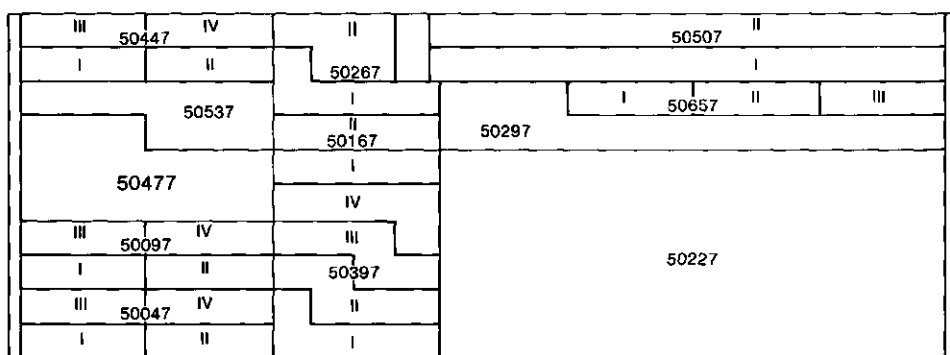 III IV II II
50447 50507
I II 50267 I
I I II III
50537 50657
II 50297
50167
I
50477
IV
III IV III
50097
I II 50397 50227
III IV II
50047
I II I